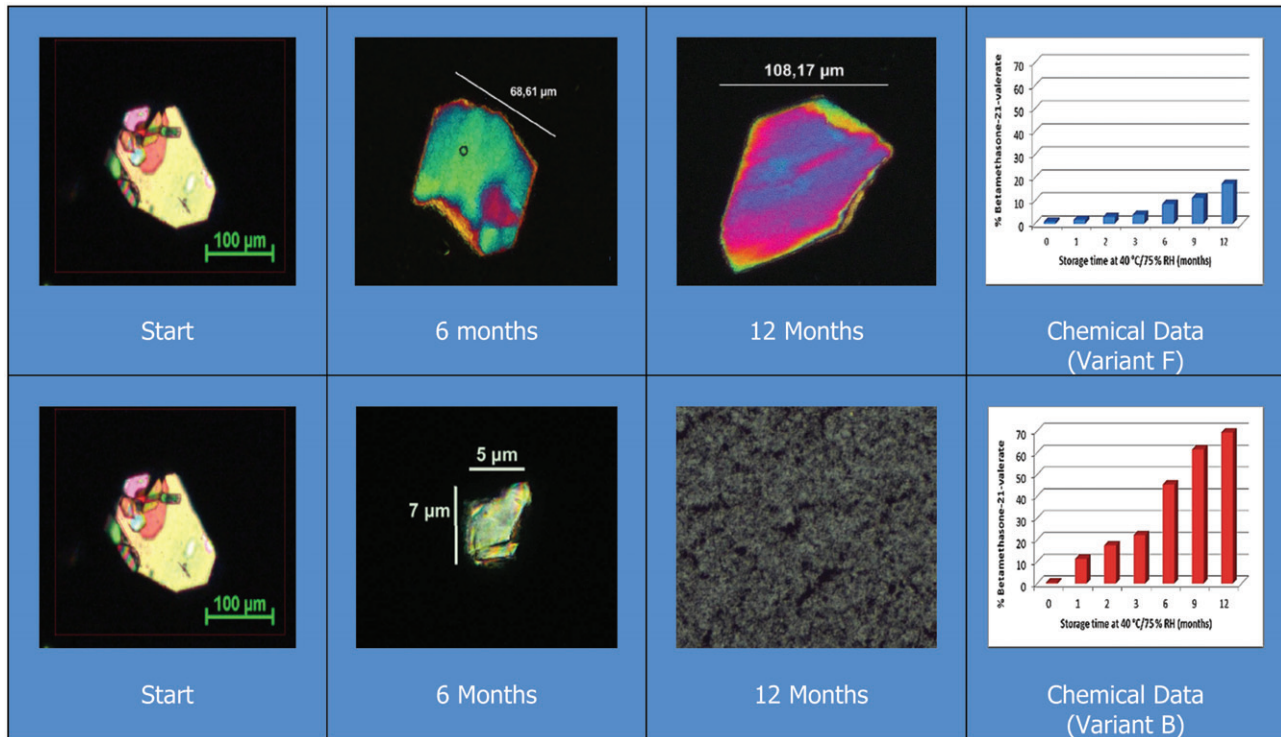 68,61 µm
108,17 µm
100 µm
% Betamethasone-21-valerate
70
60
50
40
30
20
10
0
0 1 2 3 6 9 12
Storage time at 40 °C/75 % RH (months)
Start
6 months
12 Months
Chemical Data
(Variant F)
5 µm
7 µm
100 µm
% Betamethasone-21-valerate
70
60
50
40
30
20
10
0
0 1 2 3 6 9 12
Storage time at 40 °C/75 % RH (months)
Start
6 Months
12 Months
Chemical Data
(Variant B)